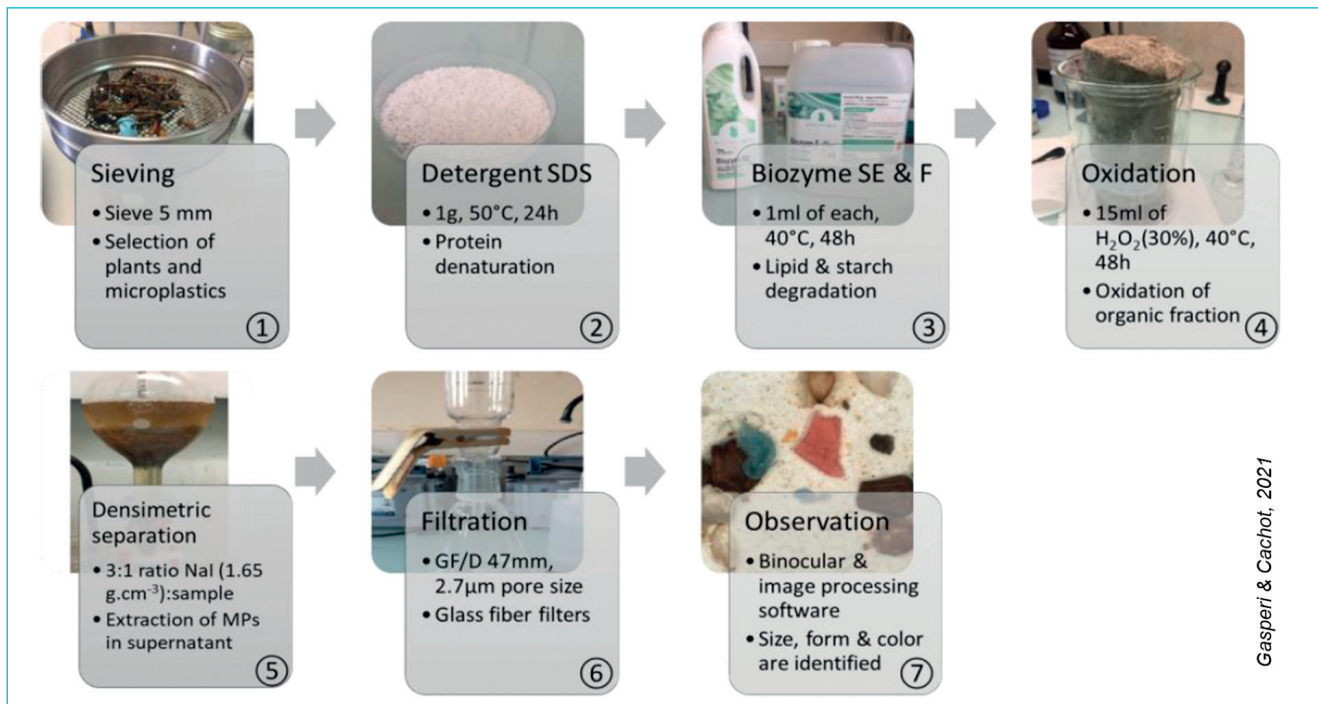 Sieving
• Sieve 5 mm
• Selection of
plants and
microplastics
①
Detergent SDS
• 1g, 50°C, 24h
• Protein
denaturation
②
Biozyme SE & F
• 1ml of each,
40°C, 48h
• Lipid & starch
degradation
③
Oxidation
• 15ml of
H₂O₂(30%), 40°C,
48h
• Oxidation of
organic fraction
④
Densimetric
separation
• 3:1 ratio NaI (1.65
g.cm⁻³):sample
• Extraction of MPs
in supernatant
⑤
Filtration
• GF/D 47mm,
2.7µm pore size
• Glass fiber filters
⑥
Observation
• Binocular &
image processing
software
• Size, form & color
are identified
⑦
Gasperi & Cachot, 2021